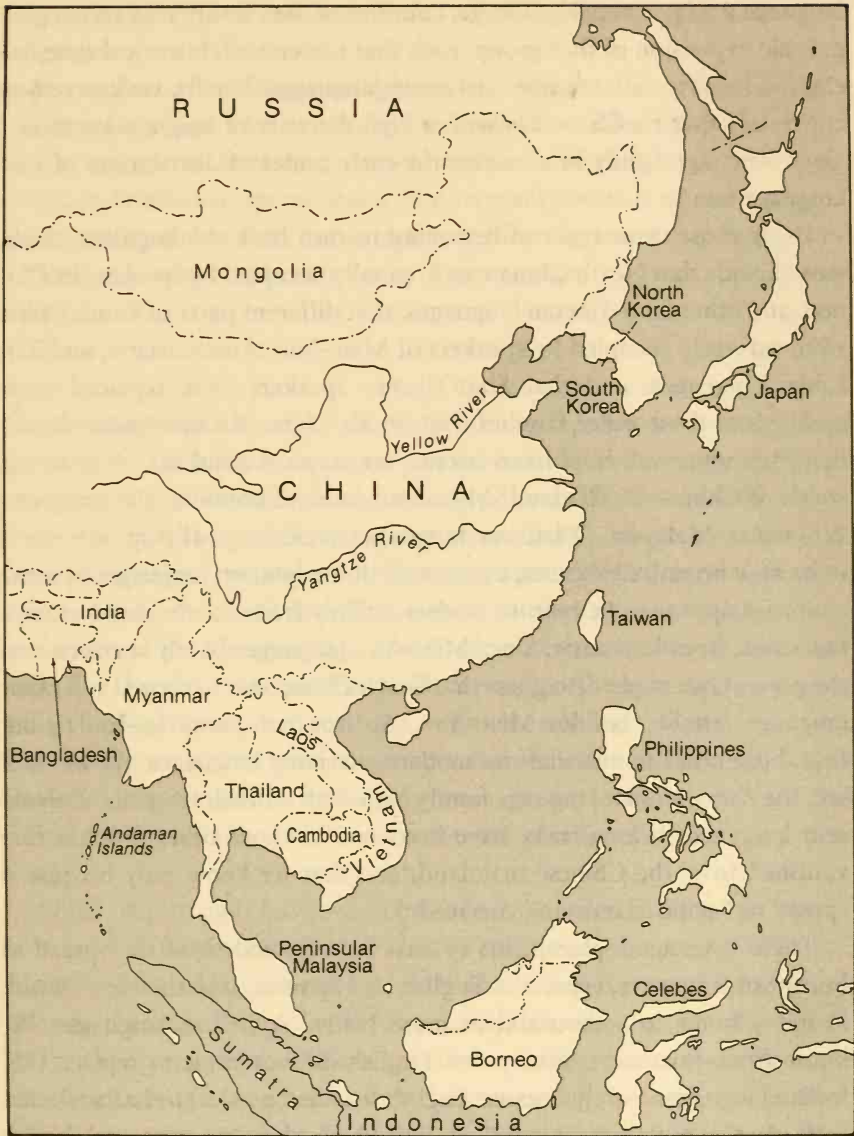 RUSSIA
Mongolia
North
Korea
South
Korea
Japan
Yellow River
CHINA
Yangtze River
India
Taiwan
Myanmar
Laos
Bangladesh
Philippines
Thailand
Vietnam
Cambodia
Andaman
Islands
Peninsular
Malaysia
Celebes
Sumatra
Borneo
Indonesia